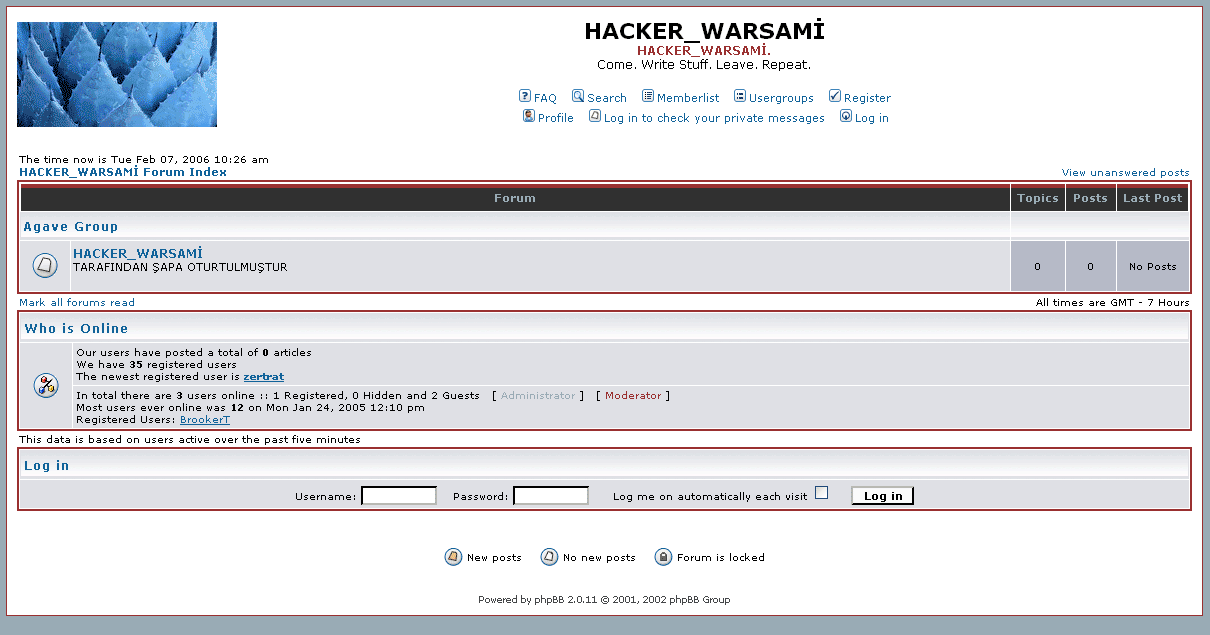 HACKER_WARSAMİ
HACKER_WARSAMİ.
Come. Write Stuff. Leave. Repeat.
FAQ Search Memberlist Usergroups Register
Profile Log in to check your private messages Log in
The time now is Tue Feb 07, 2006 10:26 am
HACKER_WARSAMİ Forum Index View unanswered posts
Forum Topics Posts Last Post
Agave Group
HACKER_WARSAMİ
TARAFINDAN ŞAPA OTURTULMUŞTUR 0 0 No Posts
Mark all forums read All times are GMT - 7 Hours
Who is Online
Our users have posted a total of 0 articles
We have 35 registered users
The newest registered user is zertrat
In total there are 3 users online :: 1 Registered, 0 Hidden and 2 Guests [ Administrator ] [ Moderator ]
Most users ever online was 12 on Mon Jan 24, 2005 12:10 pm
Registered Users: BrookerT
This data is based on users active over the past five minutes
Log in
Username: Password: Log me on automatically each visit Log in
New posts No new posts Forum is locked
Powered by phpBB 2.0.11 © 2001, 2002 phpBB Group